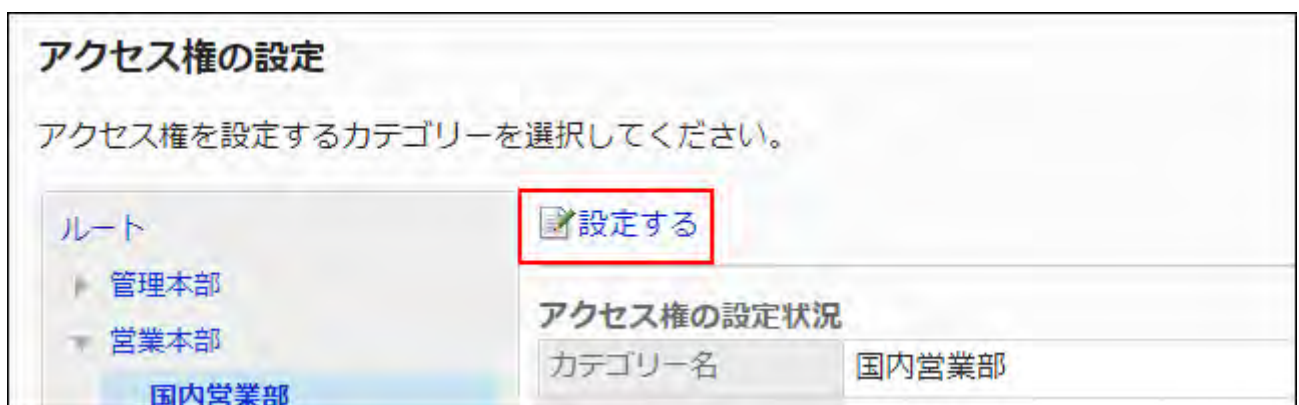 アクセス権の設定
アクセス権を設定するカテゴリーを選択してください。
ルート
管理本部
営業本部
国内営業部
設定する
アクセス権の設定状況
カテゴリー名 国内営業部